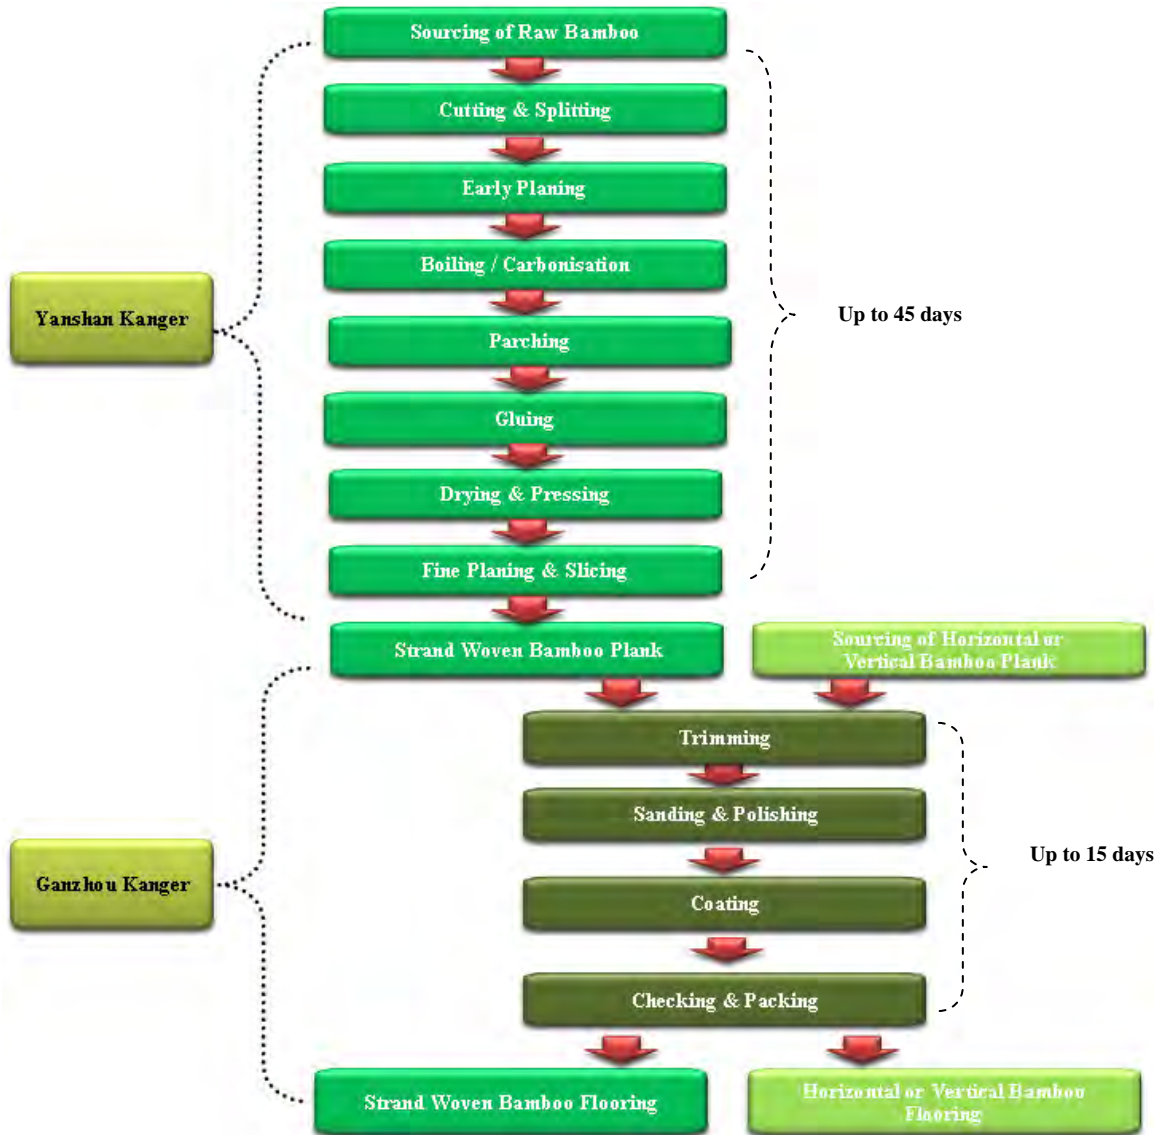 Sourcing of Raw Bamboo
Cutting & Splitting
Early Planing
Boiling / Carbonisation
Yanshan Kanger
Up to 45 days
Parching
Gluing
Drying & Pressing
Fine Planing & Slicing
Strand Woven Bamboo Plank
Sourcing of Horizontal or
Vertical Bamboo Plank
Trimming
Sanding & Polishing
Ganzhou Kanger
Up to 15 days
Coating
Checking & Packing
Strand Woven Bamboo Flooring
Horizontal or Vertical Bamboo
Flooring